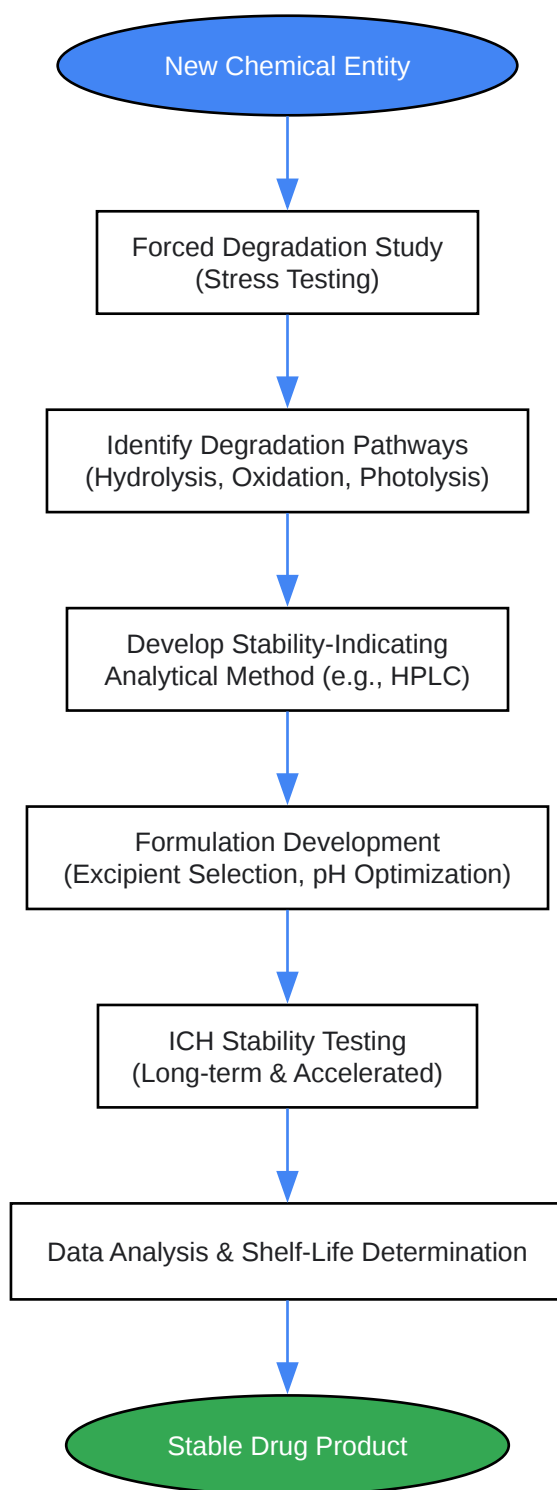 New Chemical Entity
Forced Degradation Study
(Stress Testing)
Identify Degradation Pathways
(Hydrolysis, Oxidation, Photolysis)
Develop Stability-Indicating
Analytical Method (e.g., HPLC)
Formulation Development
(Excipient Selection, pH Optimization)
ICH Stability Testing
(Long-term & Accelerated)
Data Analysis & Shelf-Life Determination
Stable Drug Product